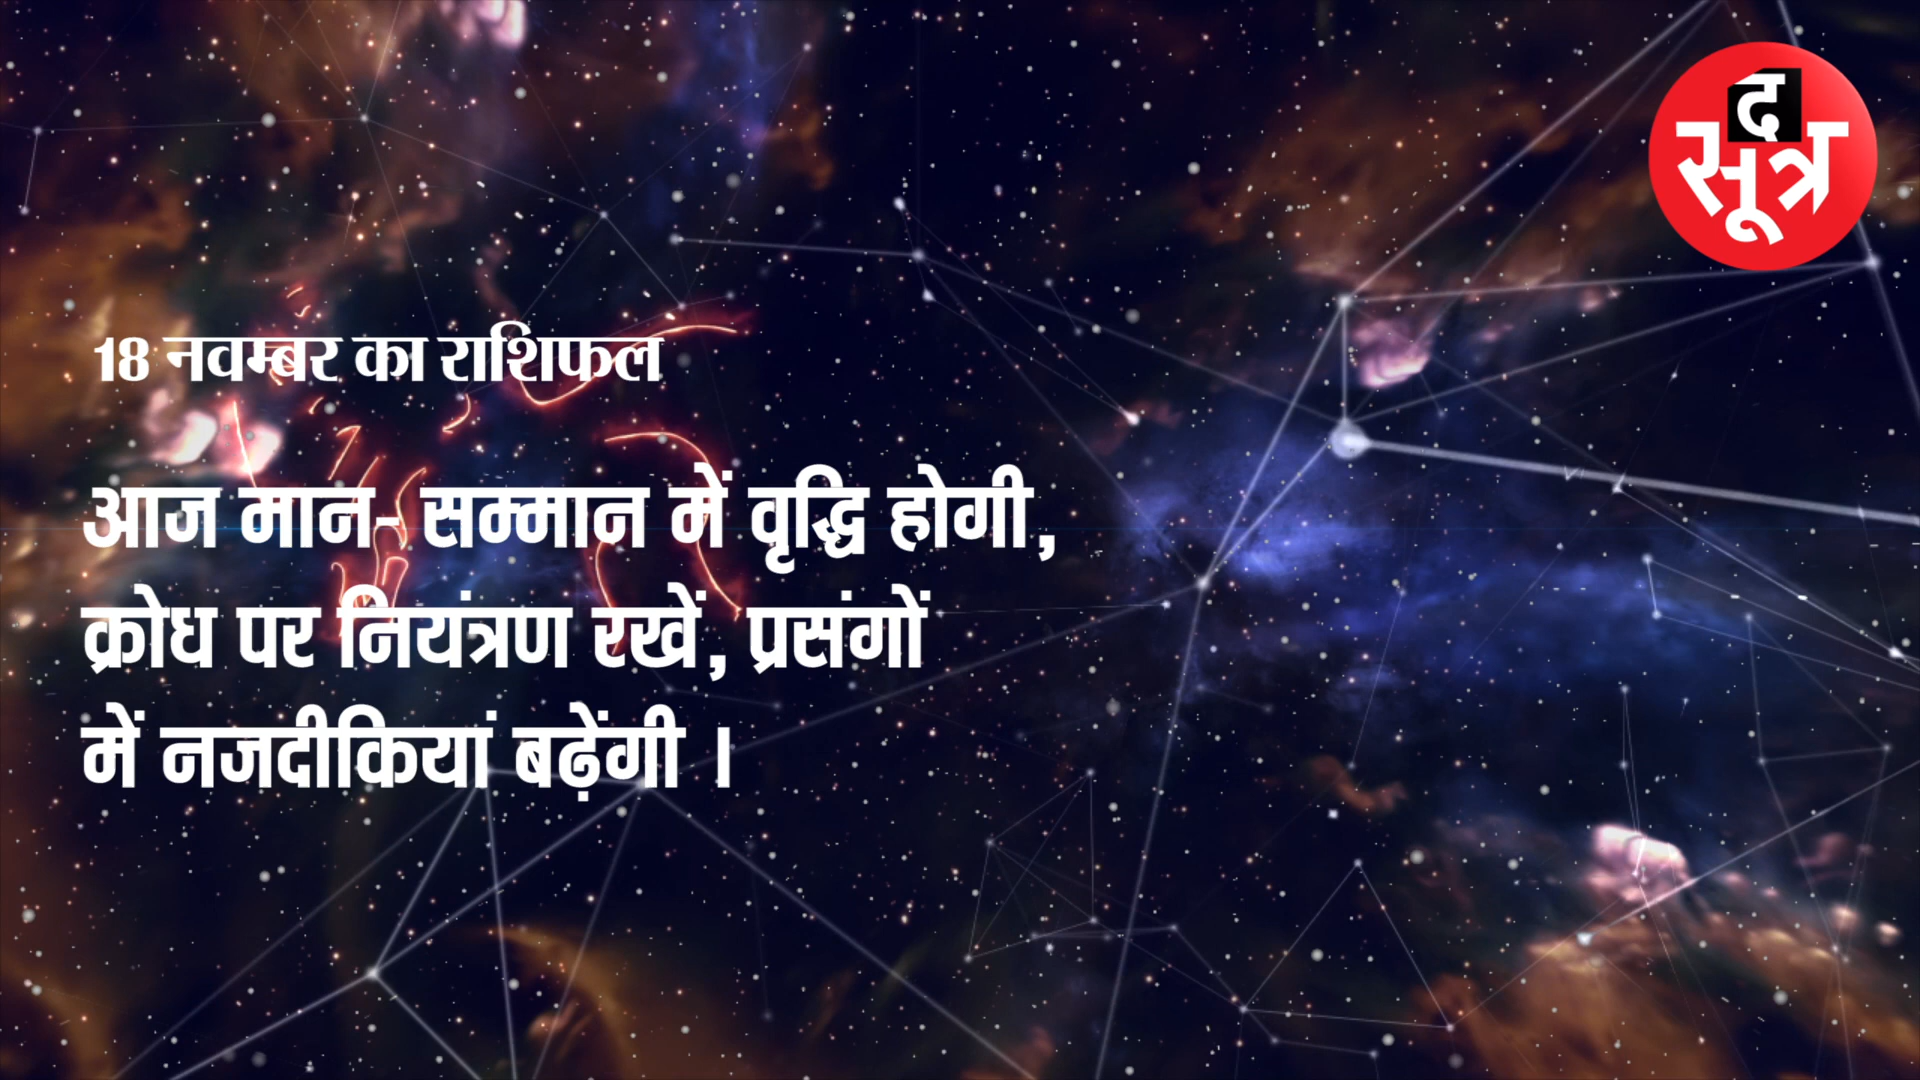 द
सूत्र
18 नवम्बर का राशिफल
आज मान- सम्मान में वृद्धि होगी,
क्रोध पर नियंत्रण रखें, प्रसंगों
में नजदीकियां बढ़ेंगी ।